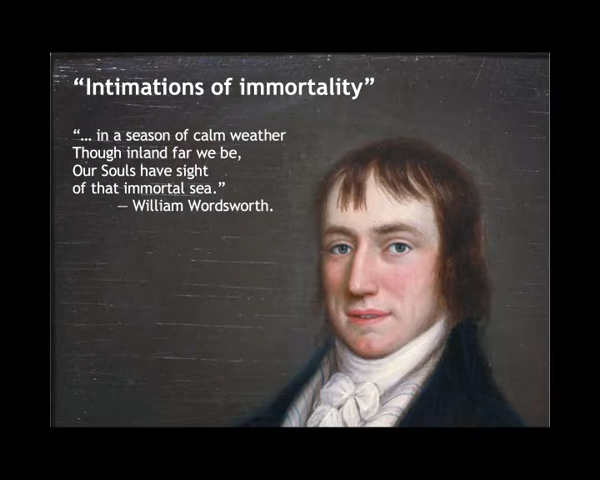 “Intimations of immortality”
“... in a season of calm weather
Though inland far we be,
Our Souls have sight
of that immortal sea.”
— William Wordsworth.